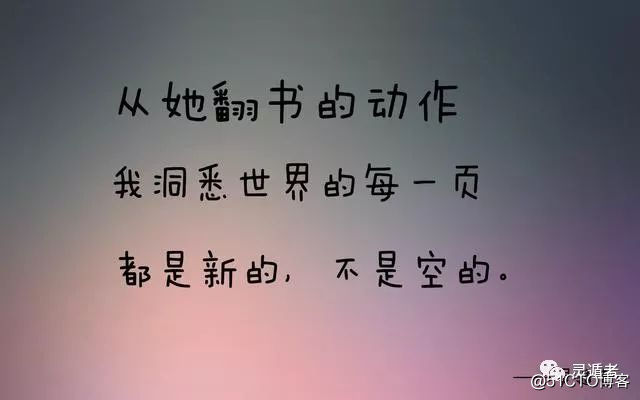 从她翻书的动作
我洞悉世界的每一页
都是新的, 不是空的。
灵遁者
@51CTO博客